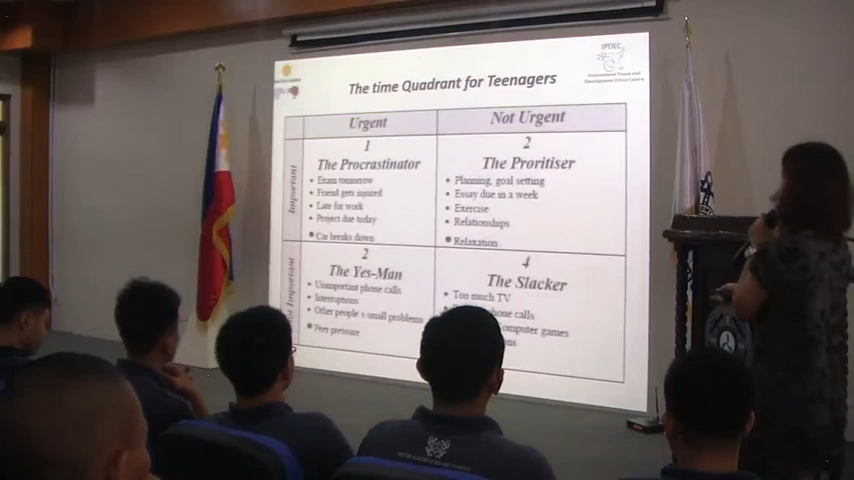 The time Quadrant for Teenagers
IPDEC
International Peace and
Development Ethics Centre
Urgent
Not Urgent
Important
1
The Procrastinator
• Exam tomorrow
• Friend gets injured
• Late for work
• Project due today
• Car breaks down
2
The Proritiser
• Planning, goal setting
• Essay due in a week
• Exercise
• Relationships
• Relaxation
Not Important
2
The Yes-Man
• Unimportant phone calls
• Interruptions
• Other people's small problems
• Peer pressure
4
The Slacker
• Too much TV
phone calls
computer games